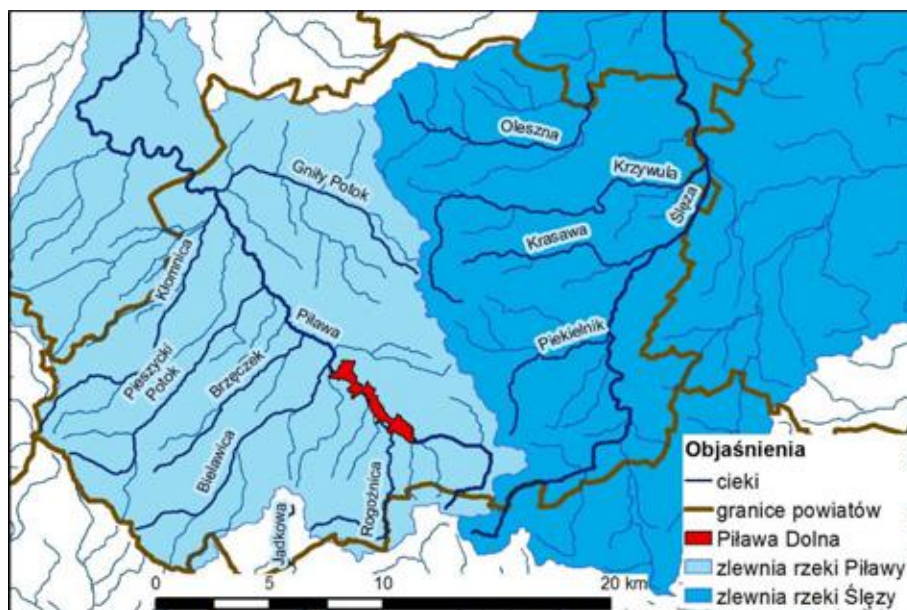 Oleszna
Krzywula
Gniły Potok
Ślęza
Krasawa
Kłomnica
Piława
Piekielnik
Pieszycki
Potok
Brzęczek
Bielawica
Rogoźnica
Jadkowa
0 5 10 20 km
Objaśnienia
cieki
granice powiatów
Piława Dolna
zlewnia rzeki Piławy
zlewnia rzeki Ślęzy